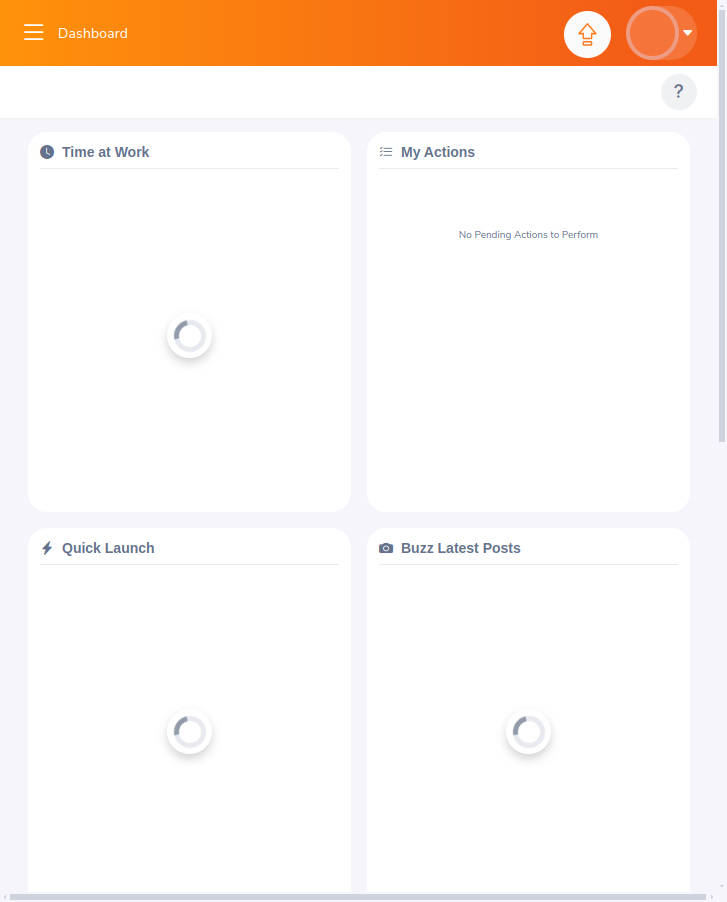 Dashboard
?
Time at Work
My Actions
No Pending Actions to Perform
Quick Launch
Buzz Latest Posts